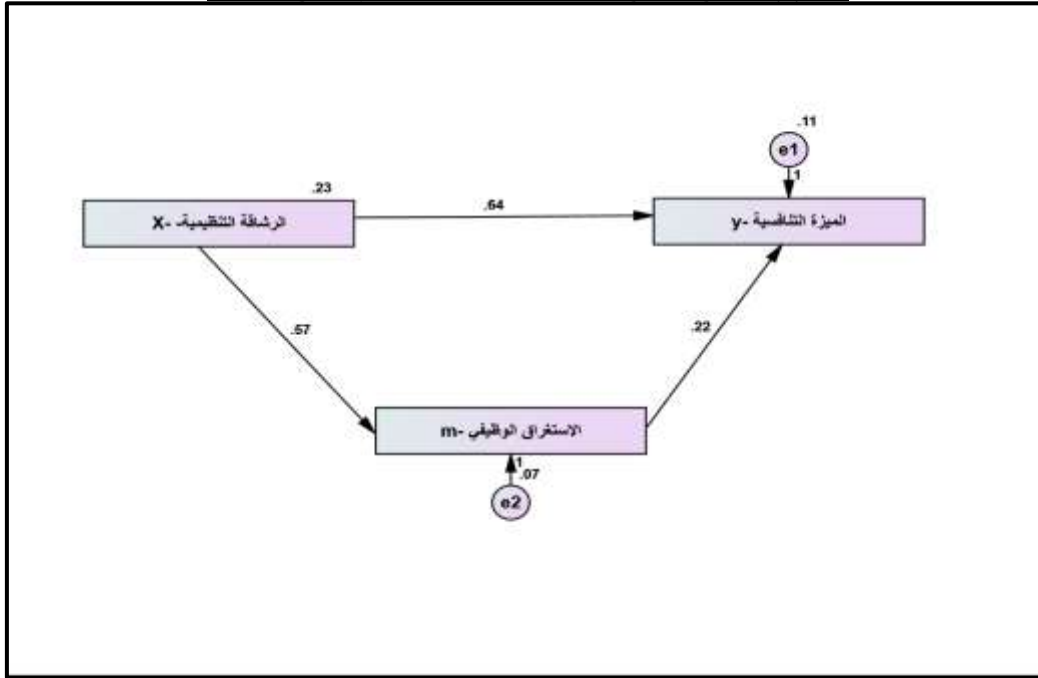 .11
e1
1
.23
.64
الرشاقة التنظيمية- X-
الميزة التنافسية -y
.57
.22
الاستغراق الوظيفي -m
1
.07
e2